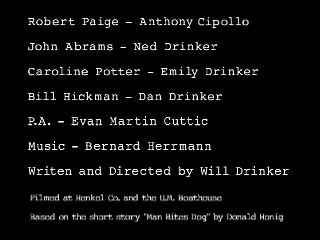 Robert Paige - Anthony Cipollo
John Abrams - Ned Drinker
Caroline Potter - Emily Drinker
Bill Hickman - Dan Drinker
P.A. - Evan Martin Cuttic
Music - Bernard Herrmann
Writen and Directed by Will Drinker
Filmed at Henkel Co. and the U.M. Boathouse
Based on the short story "Man Bites Dog" by Donald Honig